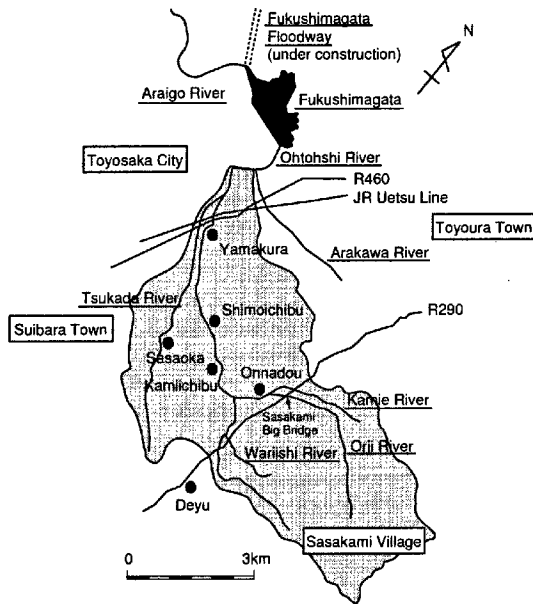 Fukushimagata
Floodway
(under construction)
N
Araigo River
Fukushimagata
Toyosaka City
Ohtohshi River
R460
JR Uetsu Line
Toyoura Town
Yamakura
Arakawa River
Tsukada River
Shimoichibu
R290
Suibara Town
Sasaoka
Kamiichibu
Onnadou
Kamie River
Sasakami
Big Bridge
Wariishi River
Orji River
Deyu
Sasakami Village
0
3km